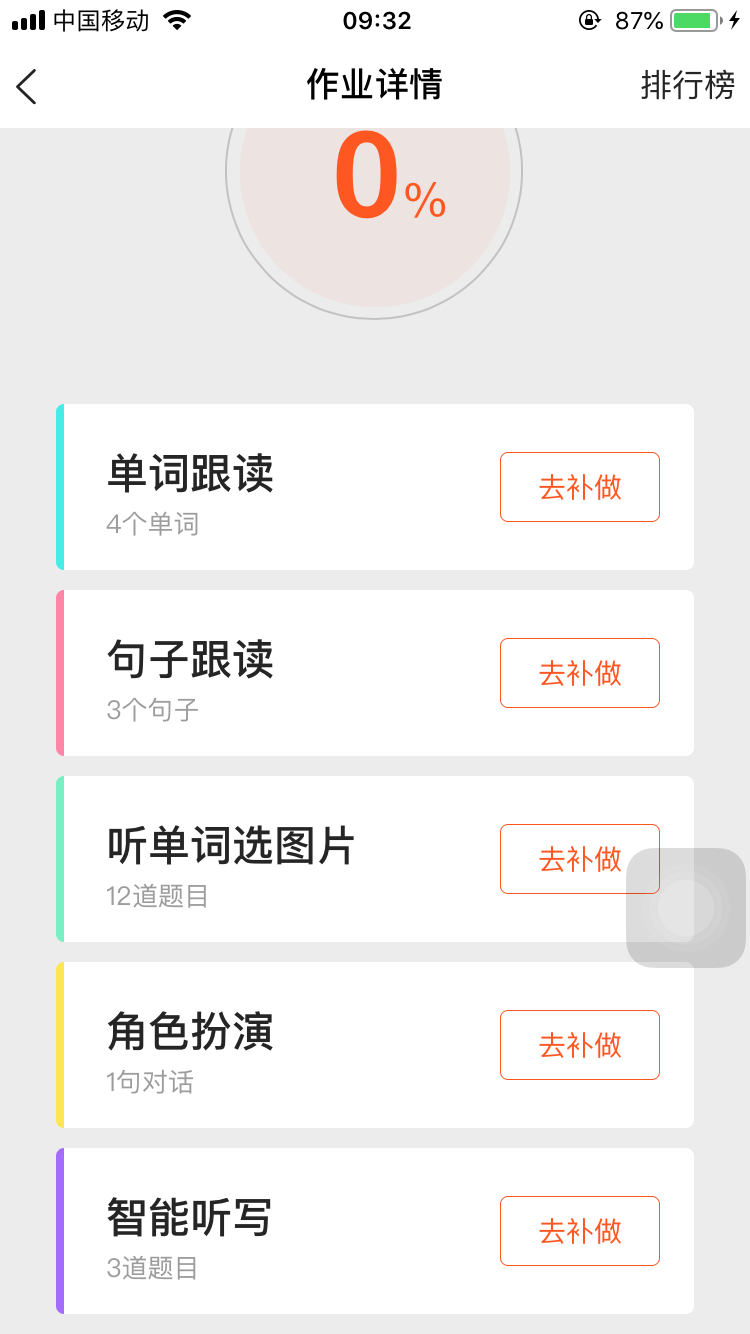 中国移动 09:32 87%
作业详情 排行榜
0%
单词跟读
4个单词
去补做
句子跟读
3个句子
去补做
听单词选图片
12道题目
去补做
角色扮演
1句对话
去补做
智能听写
3道题目
去补做